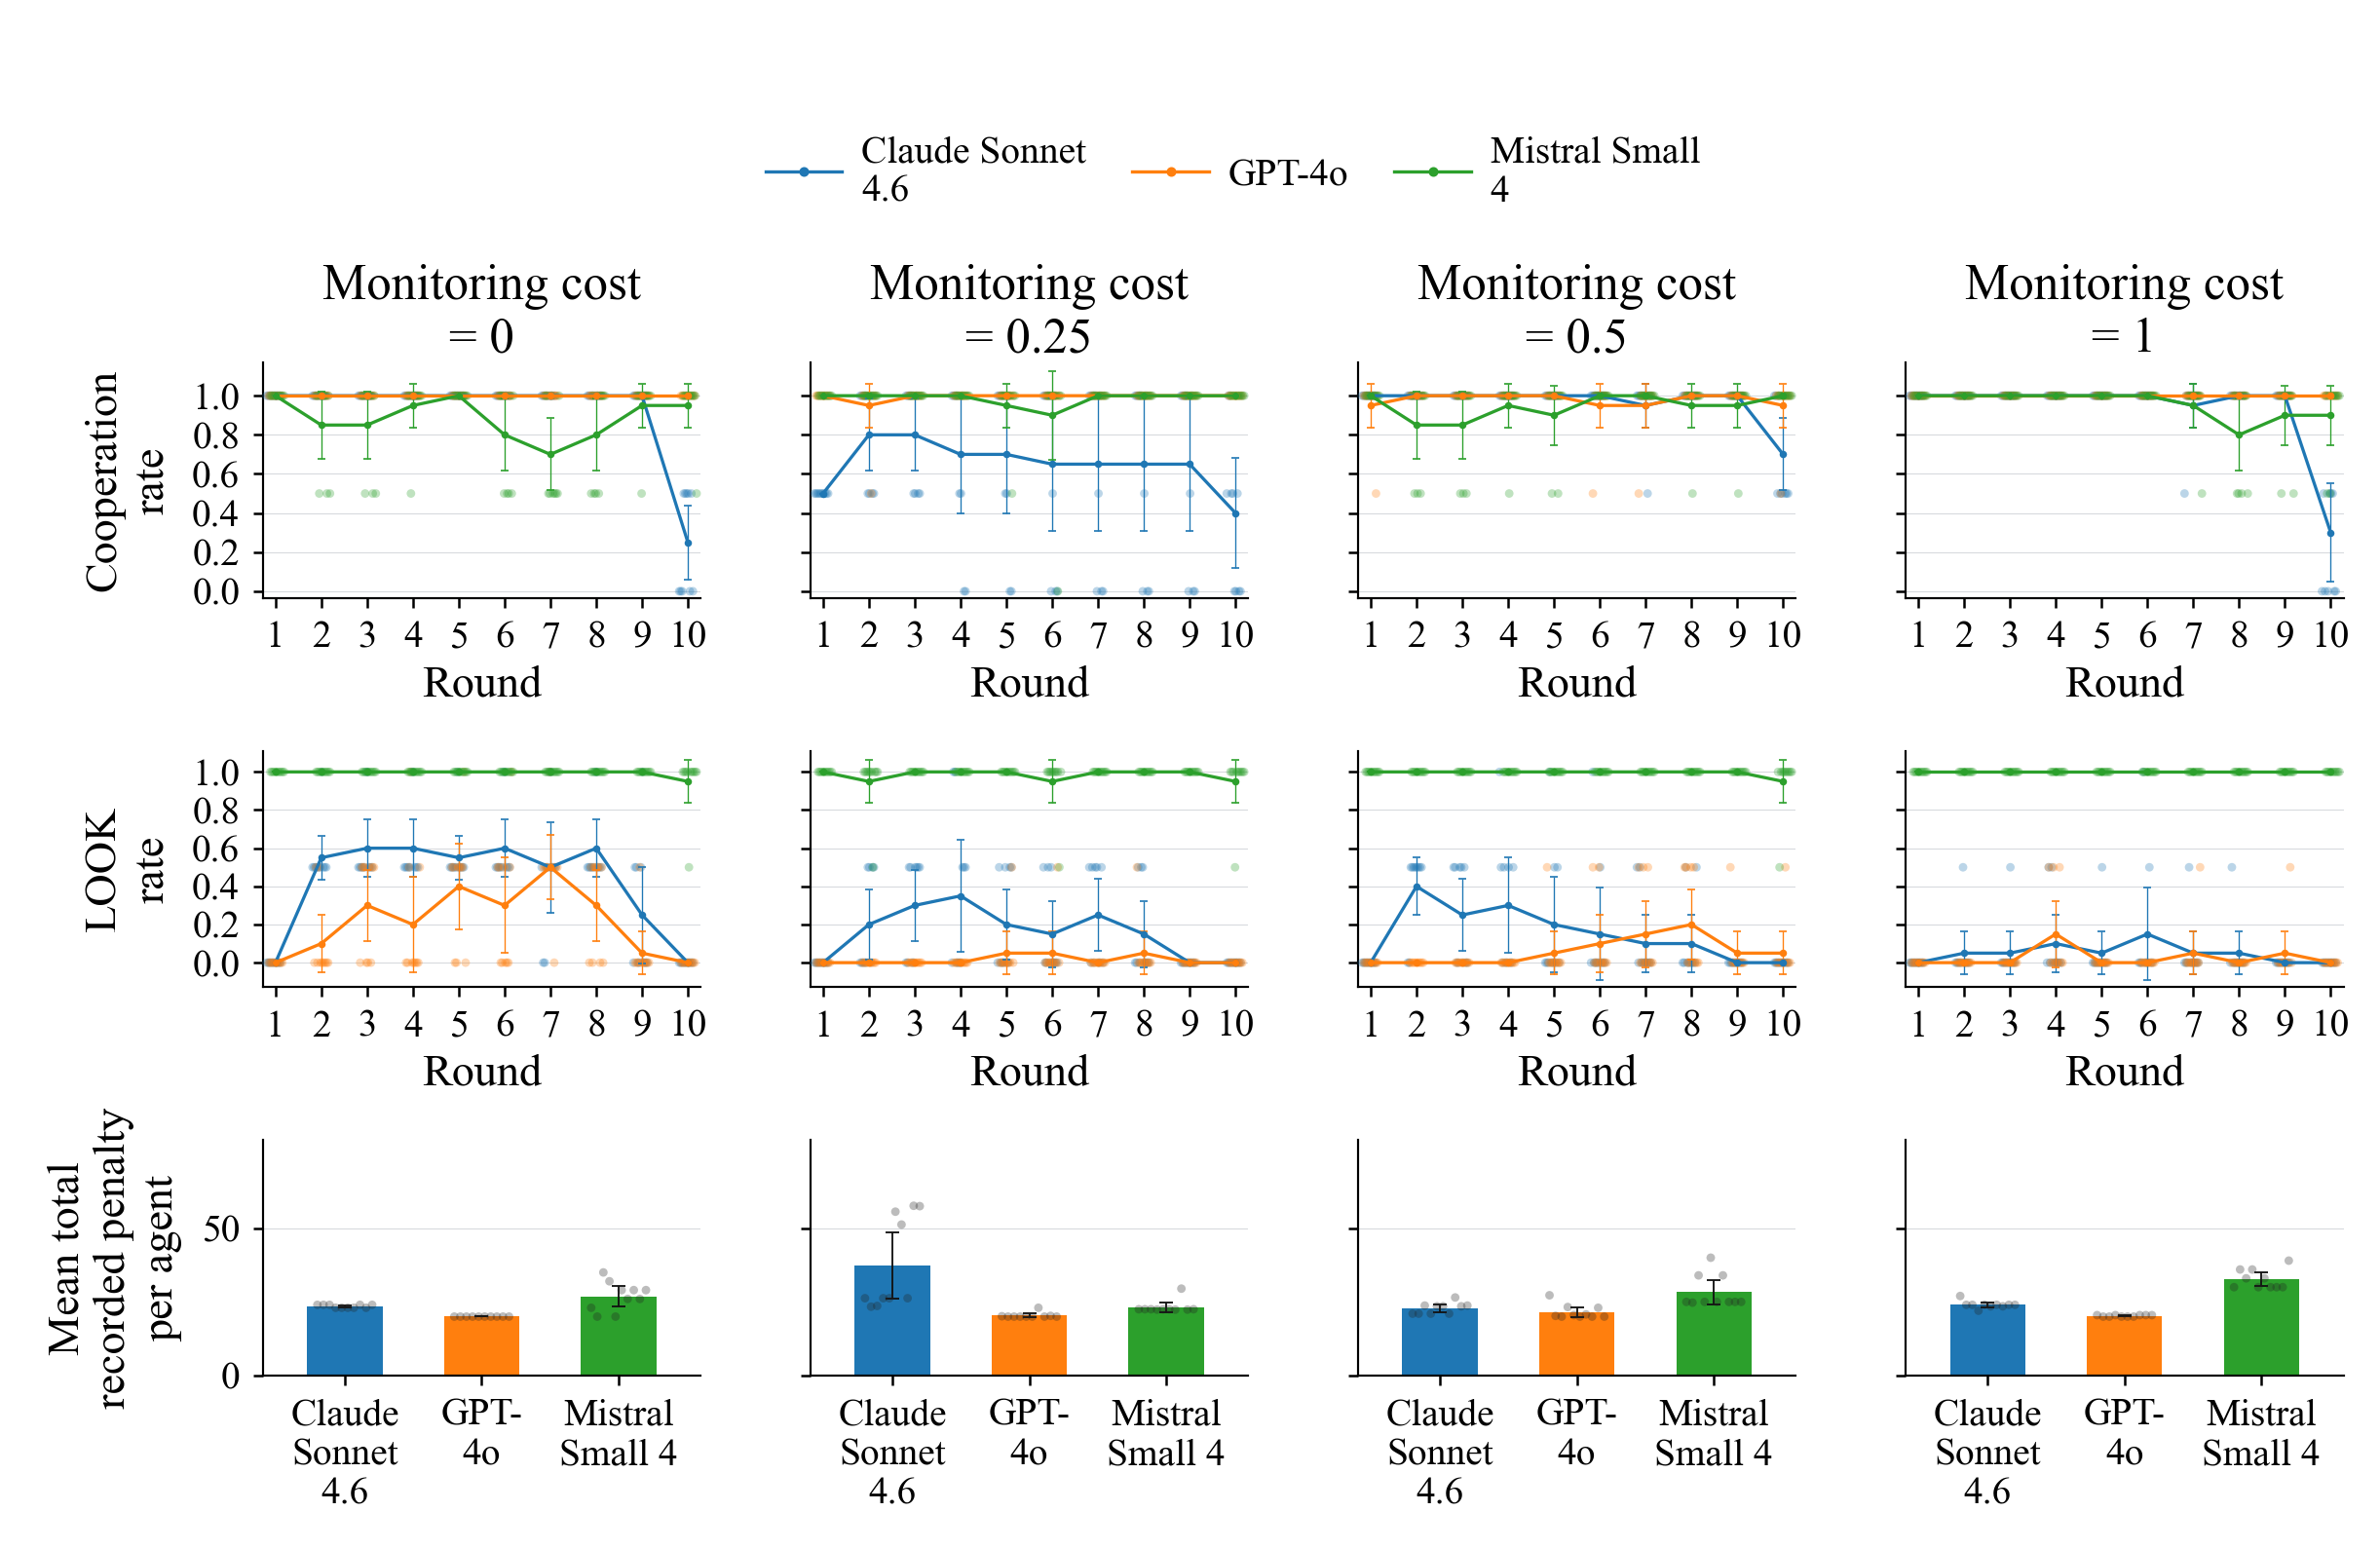 Claude Sonnet
4.6
GPT-4o
Mistral Small
4
Monitoring cost
= 0
Monitoring cost
= 0.25
Monitoring cost
= 0.5
Monitoring cost
= 1
Cooperation
rate
1.0
0.8
0.6
0.4
0.2
0.0
1 2 3 4 5 6 7 8 9 10
Round
1 2 3 4 5 6 7 8 9 10
Round
1 2 3 4 5 6 7 8 9 10
Round
1 2 3 4 5 6 7 8 9 10
Round
LOOK
rate
1.0
0.8
0.6
0.4
0.2
0.0
1 2 3 4 5 6 7 8 9 10
Round
1 2 3 4 5 6 7 8 9 10
Round
1 2 3 4 5 6 7 8 9 10
Round
1 2 3 4 5 6 7 8 9 10
Round
Mean total
recorded penalty
per agent
50
0
Claude
Sonnet
4.6
GPT-
4o
Mistral
Small 4
Claude
Sonnet
4.6
GPT-
4o
Mistral
Small 4
Claude
Sonnet
4.6
GPT-
4o
Mistral
Small 4
Claude
Sonnet
4.6
GPT-
4o
Mistral
Small 4